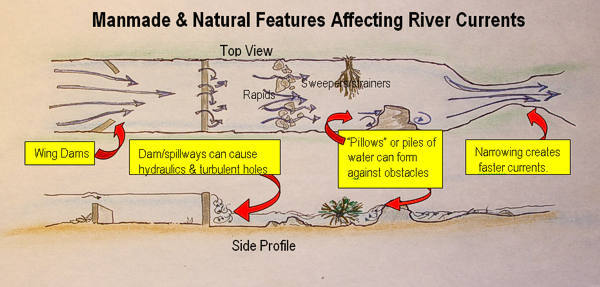 Manmade & Natural Features Affecting River Currents
Top View
Sweepers/strainers
Rapids
Wing Dams
Dam/spillways can cause
hydraulics & turbulent holes
"Pillows" or piles of
water can form
against obstacles
Narrowing creates
faster currents.
Side Profile